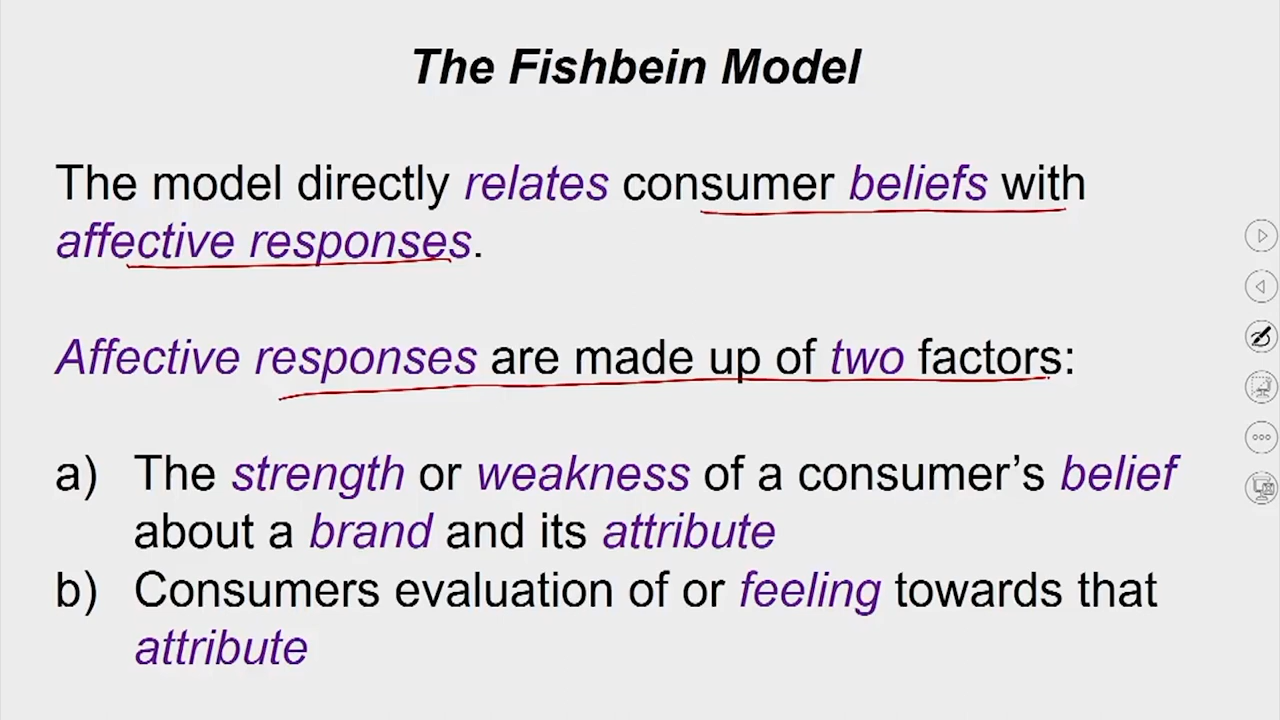 The Fishbein Model
The model directly relates consumer beliefs with
affective responses.
Affective responses are made up of two factors:
a) The strength or weakness of a consumer’s belief
about a brand and its attribute
b) Consumers evaluation of or feeling towards that
attribute